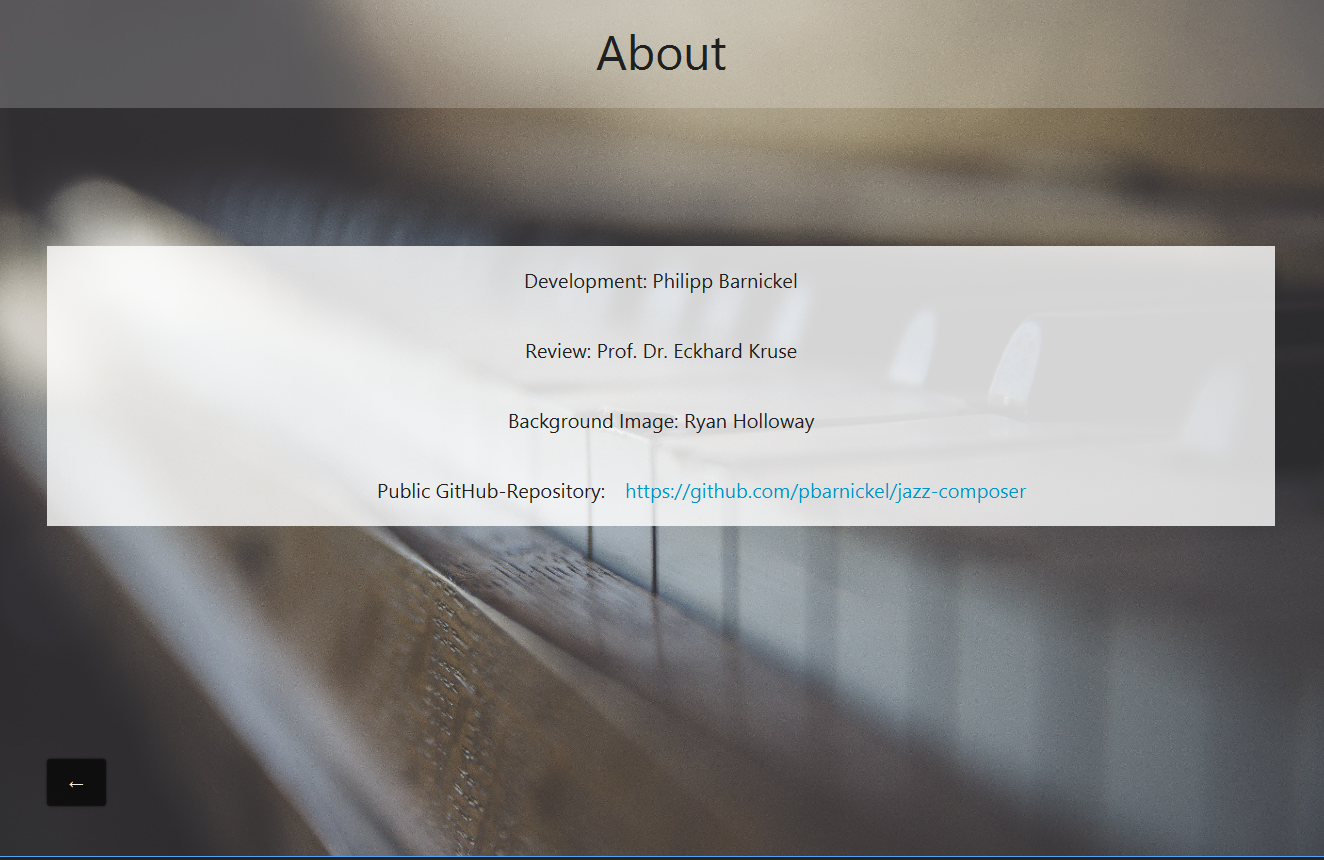 About
Development: Philipp Barnickel
Review: Prof. Dr. Eckhard Kruse
Background Image: Ryan Holloway
Public GitHub-Repository: https://github.com/pbarnickel/jazz-composer
←